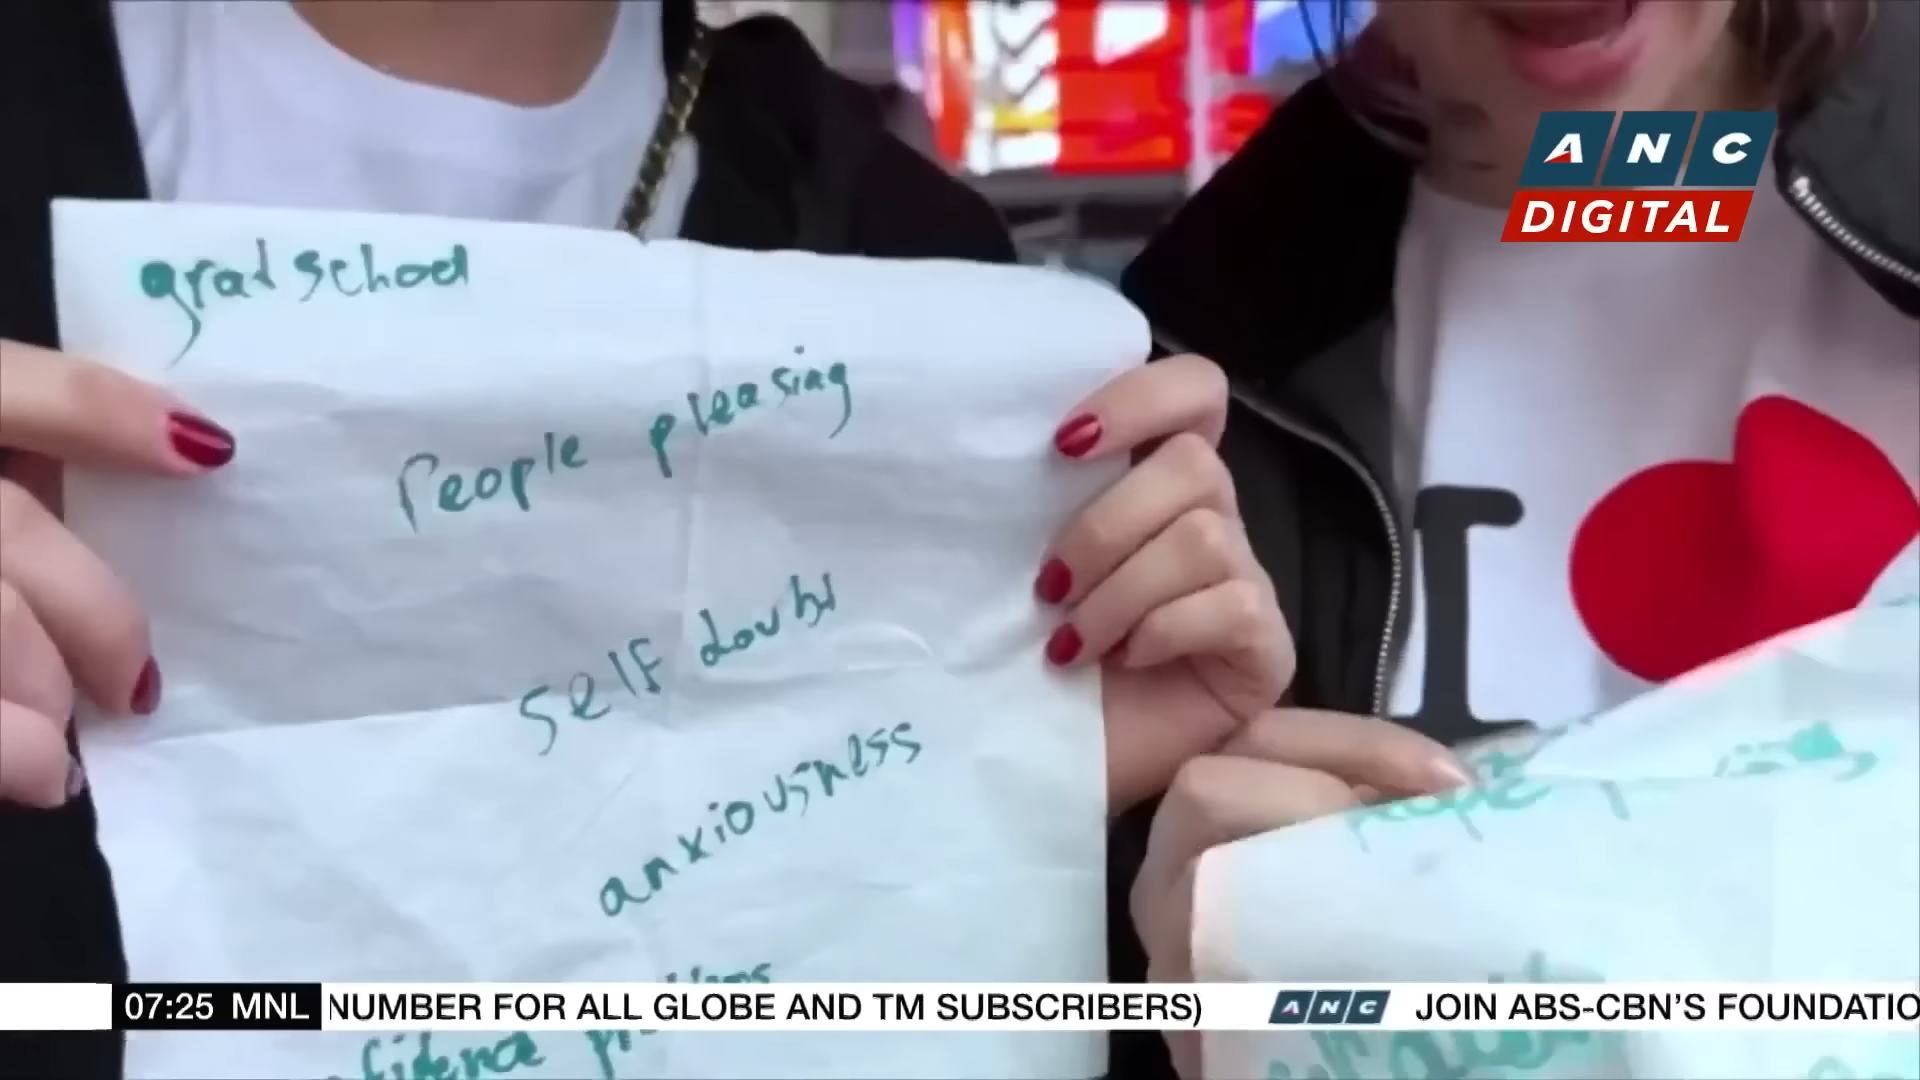 ANC
DIGITAL
grad school
People pleasing
self doubt
anxiousness
I
07:25 MNL
NUMBER FOR ALL GLOBE AND TM SUBSCRIBERS)
ANC
JOIN ABS-CBN'S FOUNDATIO